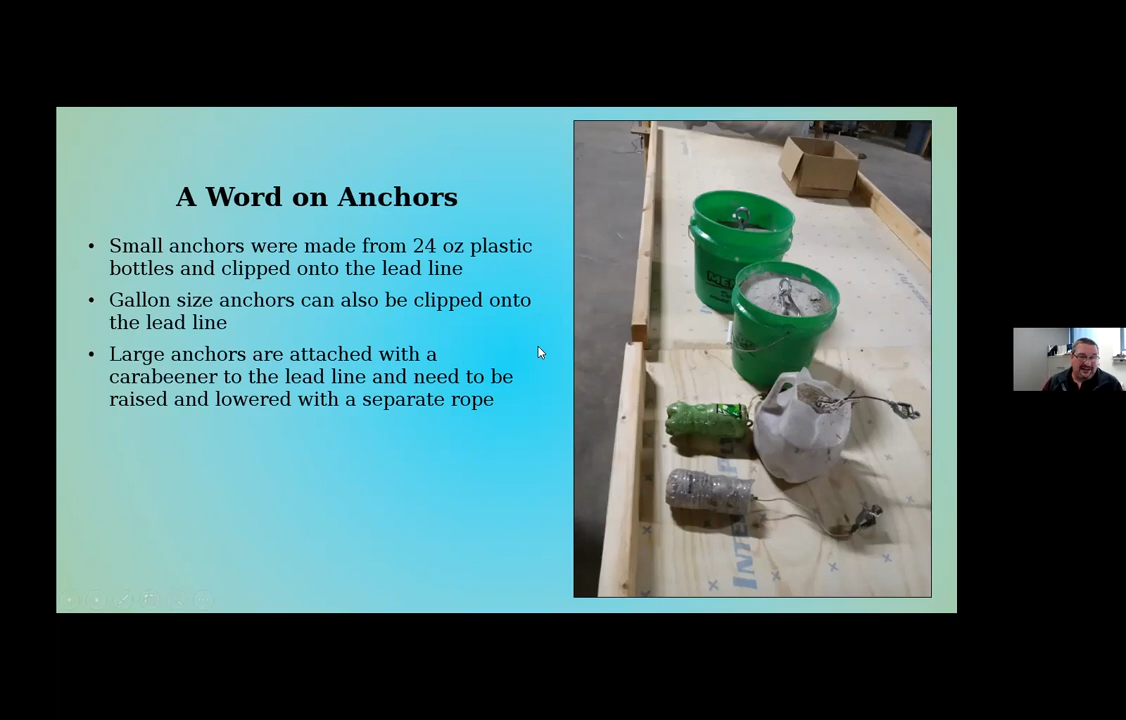 A Word on Anchors
• Small anchors were made from 24 oz plastic
bottles and clipped onto the lead line
• Gallon size anchors can also be clipped onto
the lead line
• Large anchors are attached with a
carabeener to the lead line and need to be
raised and lowered with a separate rope